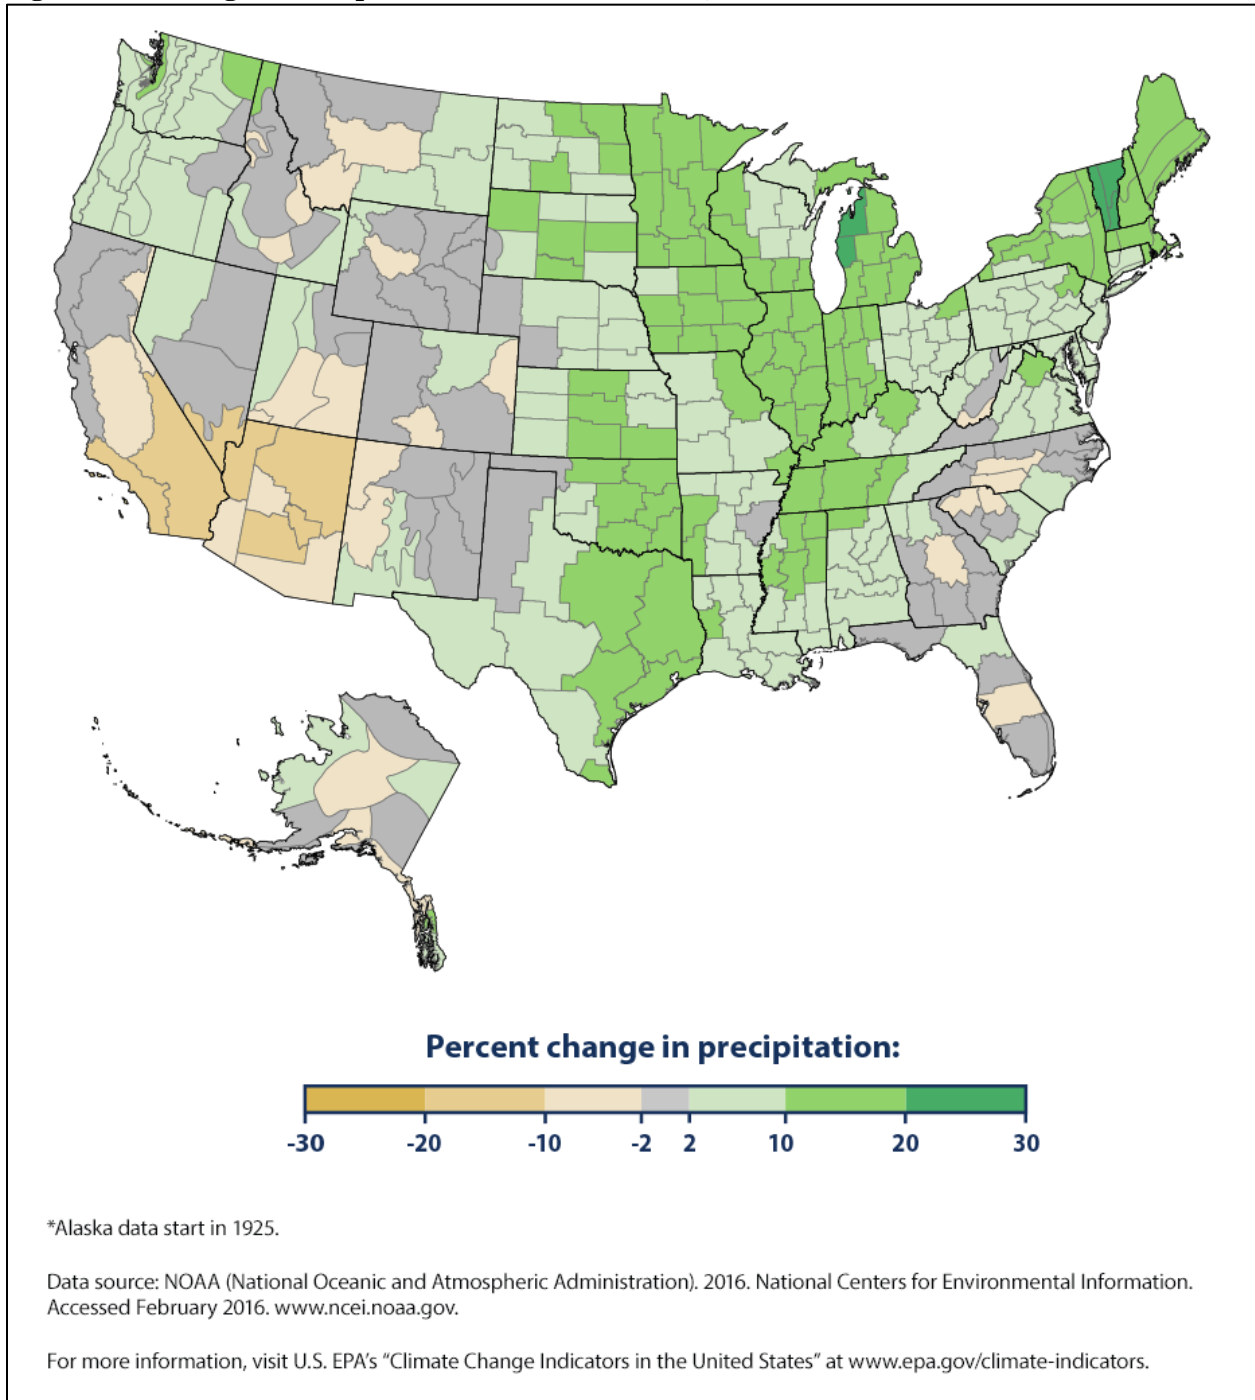 Percent change in precipitation:
-30 -20 -10 -2 2 10 20 30
*Alaska data start in 1925.
Data source: NOAA (National Oceanic and Atmospheric Administration). 2016. National Centers for Environmental Information.
Accessed February 2016. www.ncei.noaa.gov.
For more information, visit U.S. EPA’s “Climate Change Indicators in the United States” at www.epa.gov/climate-indicators.